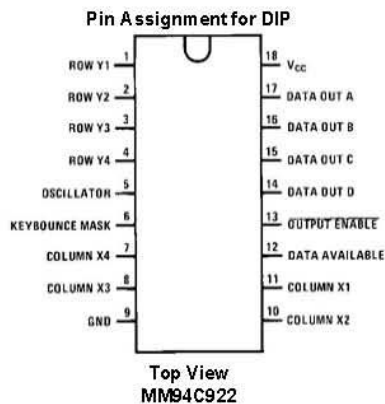 Pin Assignment for DIP
ROW Y1 1
ROW Y2 2
ROW Y3 3
ROW Y4 4
OSCILLATOR 5
KEYBOUNCE MASK 6
COLUMN X4 7
COLUMN X3 8
GND 9
18 VCC
17 DATA OUT A
16 DATA OUT B
15 DATA OUT C
14 DATA OUT D
13 OUTPUT ENABLE
12 DATA AVAILABLE
11 COLUMN X1
10 COLUMN X2
Top View
MM94C922